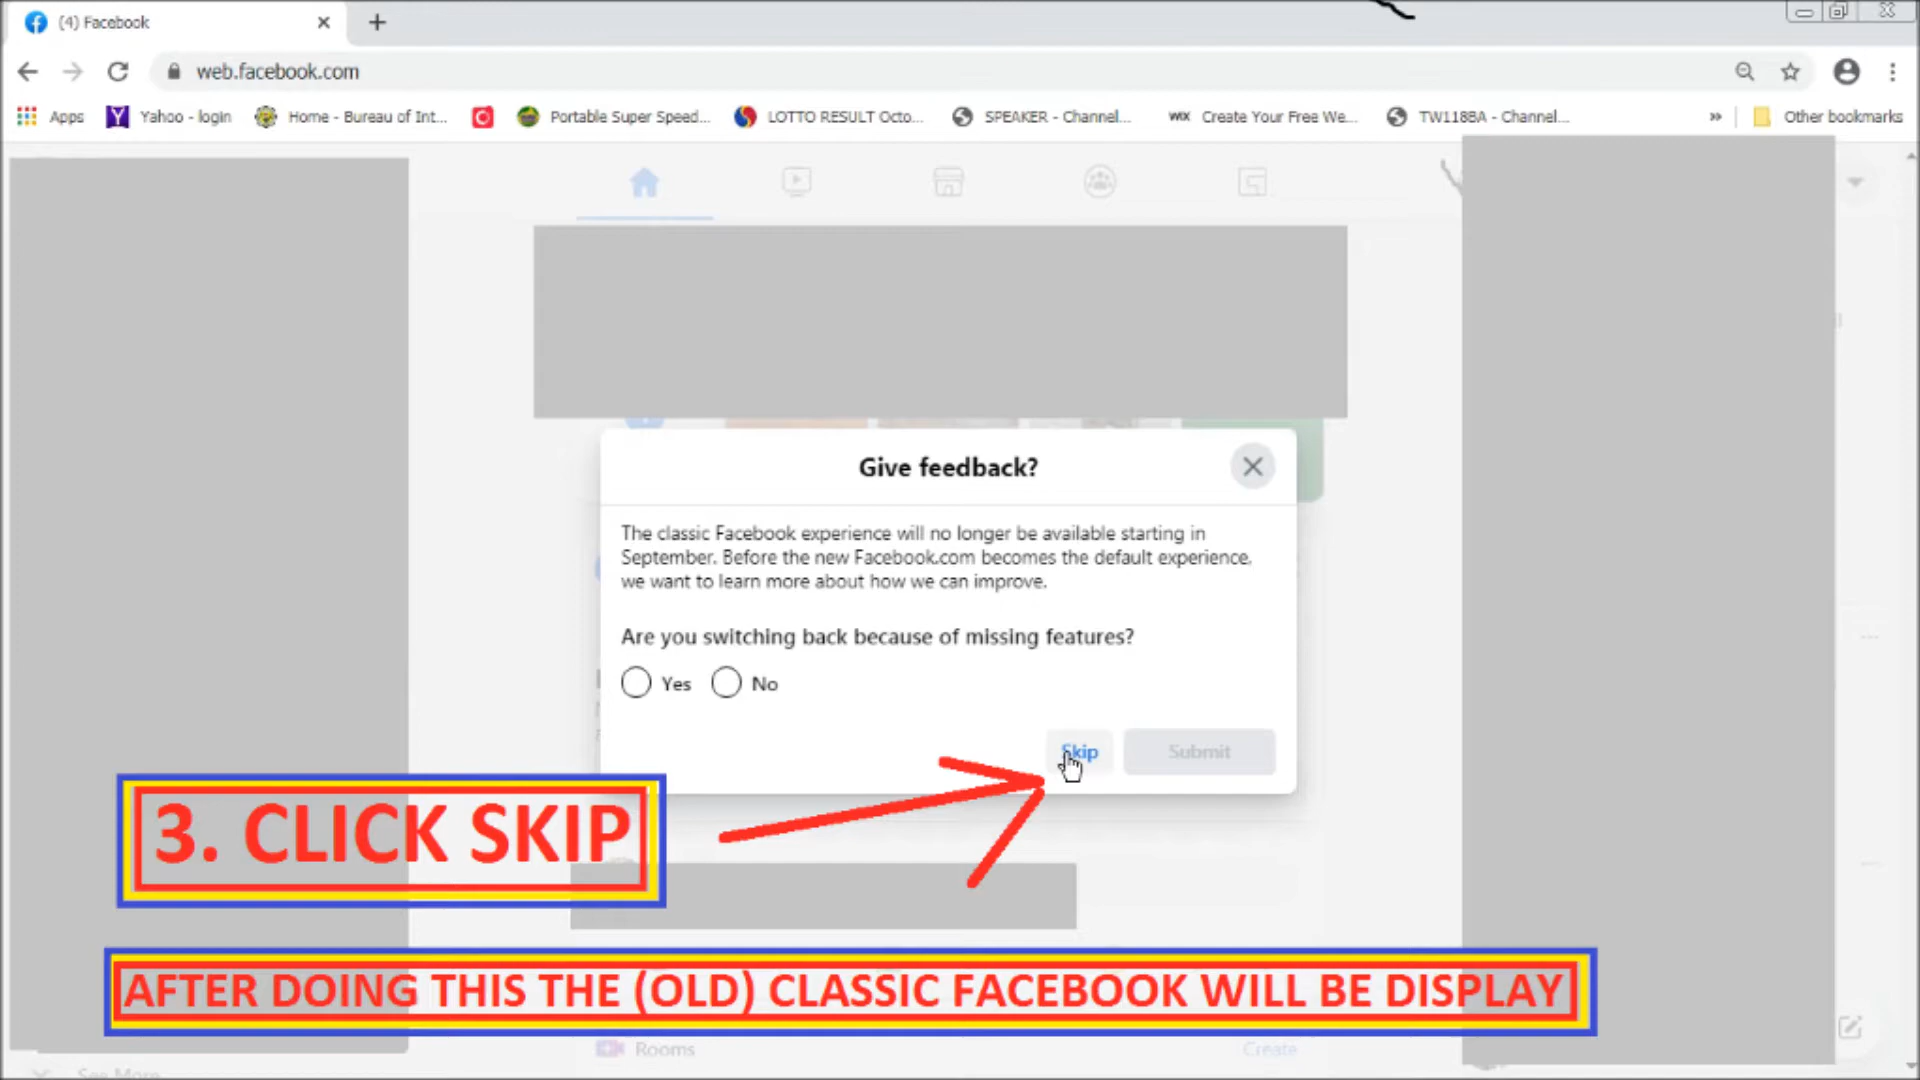 (4) Facebook
web.facebook.com
Apps
Yahoo - login
Home - Bureau of Int...
Portable Super Speed...
LOTTO RESULT Octo...
SPEAKER - Channel...
WIX Create Your Free We...
TW118BA - Channel...
»
Other bookmarks
Give feedback?
The classic Facebook experience will no longer be available starting in
September. Before the new Facebook.com becomes the default experience,
we want to learn more about how we can improve.
Are you switching back because of missing features?
Yes
No
Skip
Submit
3. CLICK SKIP
AFTER DOING THIS THE (OLD) CLASSIC FACEBOOK WILL BE DISPLAY
Rooms
Create
See More